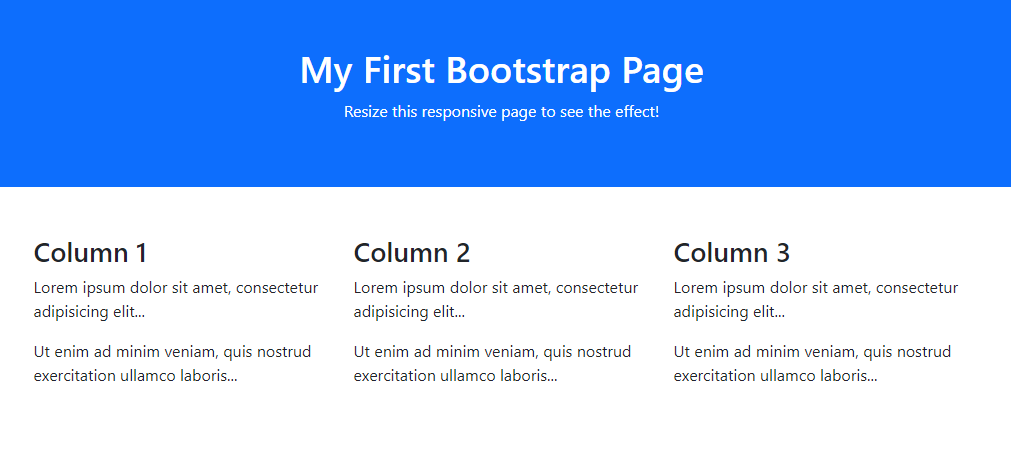 My First Bootstrap Page
Resize this responsive page to see the effect!
Column 1
Lorem ipsum dolor sit amet, consectetur
adipisicing elit...
Ut enim ad minim veniam, quis nostrud
exercitation ullamco laboris...
Column 2
Lorem ipsum dolor sit amet, consectetur
adipisicing elit...
Ut enim ad minim veniam, quis nostrud
exercitation ullamco laboris...
Column 3
Lorem ipsum dolor sit amet, consectetur
adipisicing elit...
Ut enim ad minim veniam, quis nostrud
exercitation ullamco laboris...